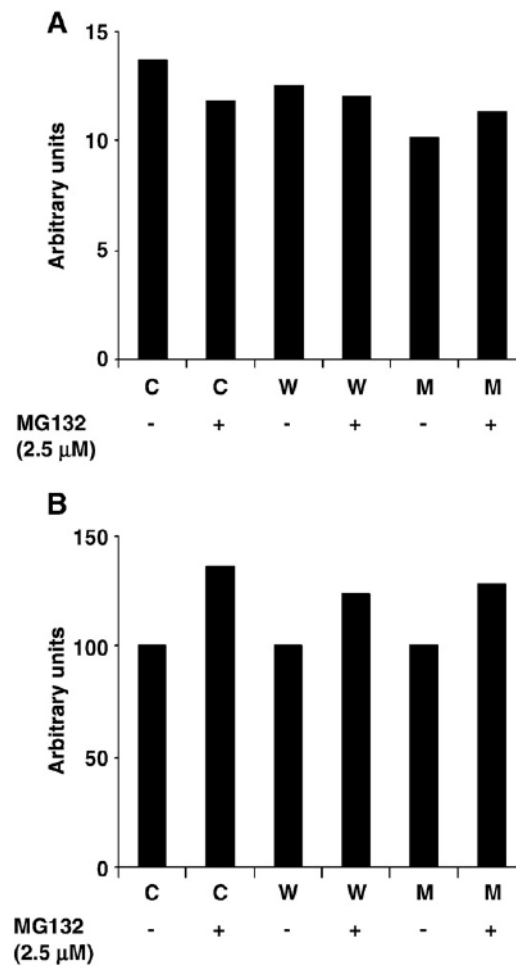 A
15
10
5
0
Arbitrary units
C C W W M M
MG132 - + - + - +
(2.5 μM)
B
150
100
50
0
Arbitrary units
C C W W M M
MG132 - + - + - +
(2.5 μM)